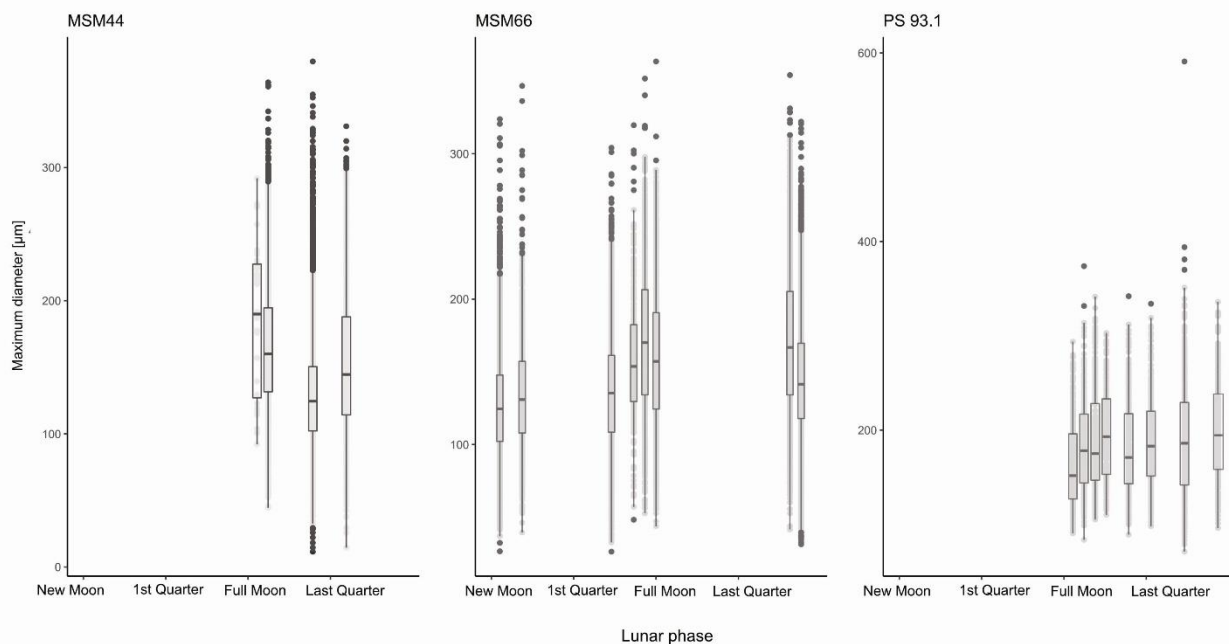 MSM44
MSM66
PS 93.1
Maximum diameter [µm]
300
200
100
0
300
200
100
600
400
200
New Moon 1st Quarter Full Moon Last Quarter
New Moon 1st Quarter Full Moon Last Quarter
New Moon 1st Quarter Full Moon Last Quarter
Lunar phase